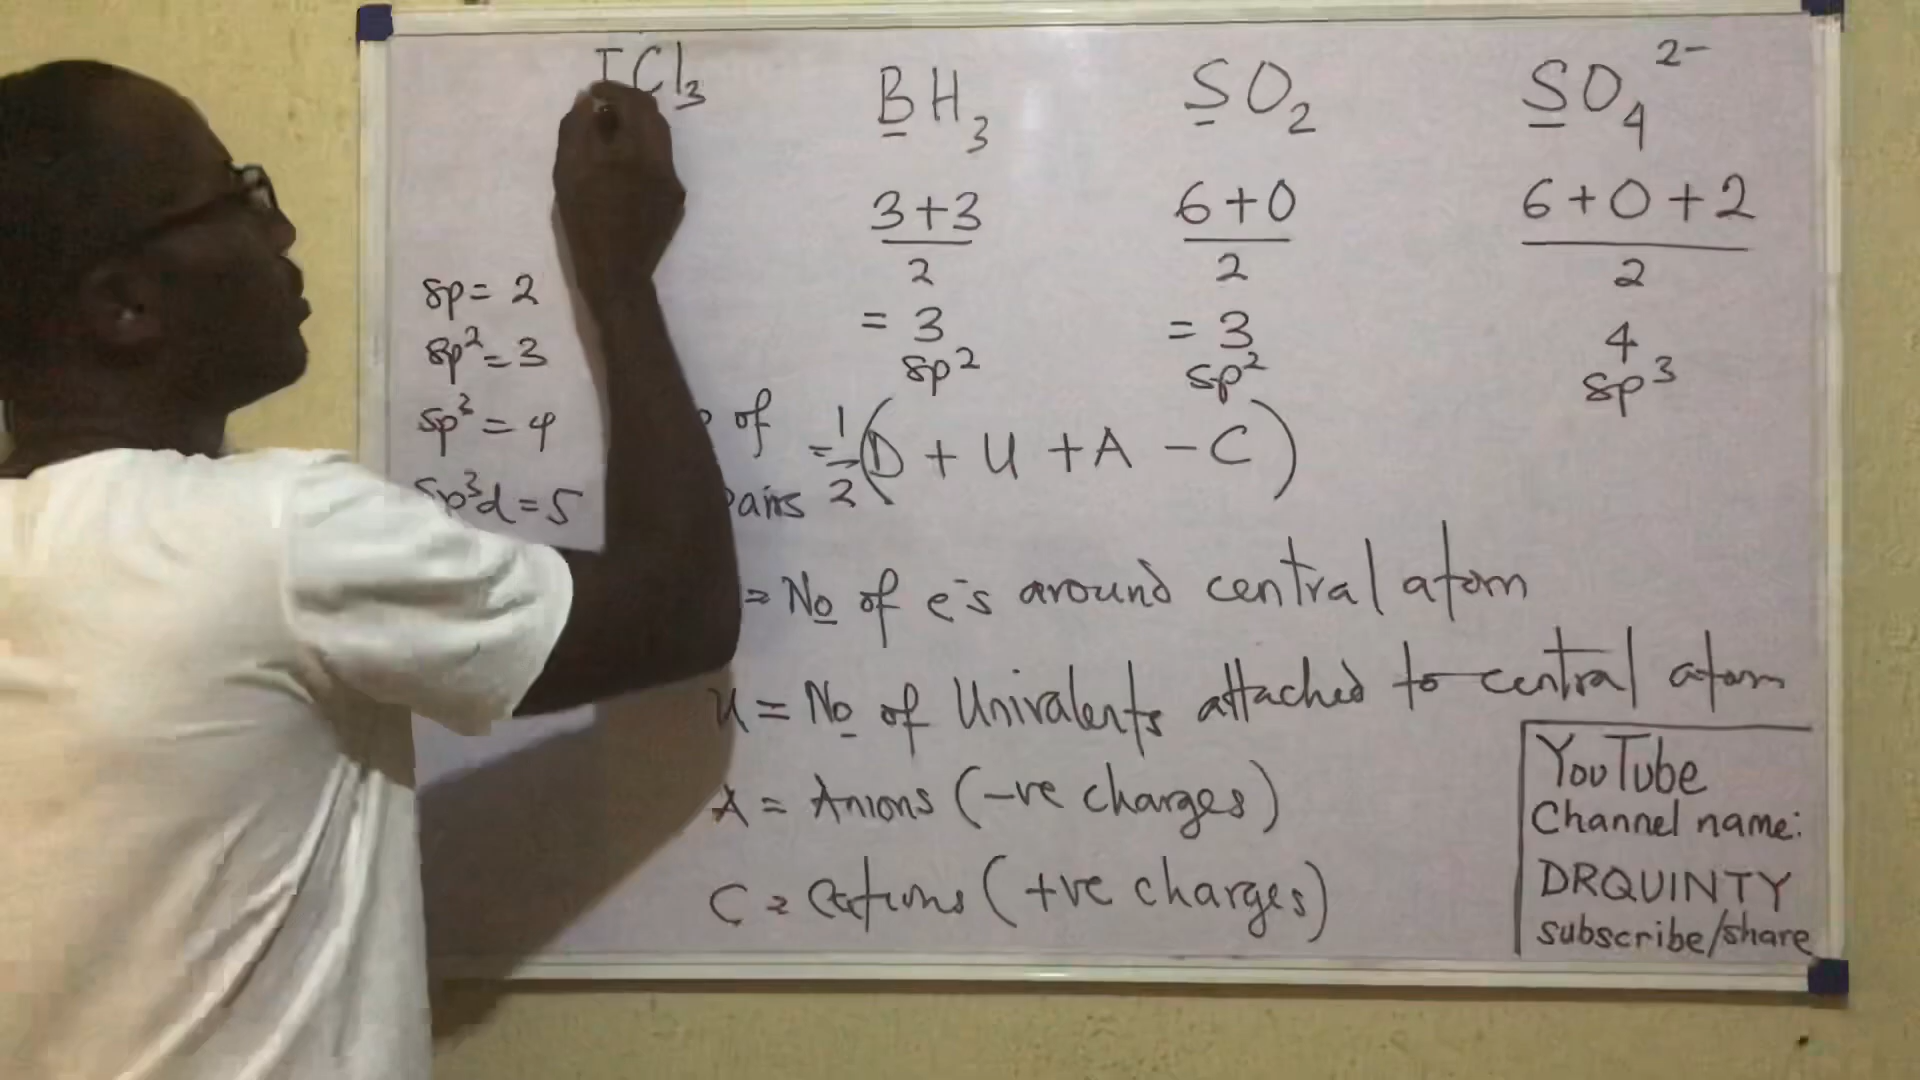 ICl3
BH3
3+3
2
= 3
sp2
SO2
6+0
2
= 3
sp2
SO4 2-
6+0+2
2
4
sp3
sp= 2
sp2=3
sp3 = 4
sp3d=5
of
= 1/2 (D + U + A - C)
= No of e-s around central atom
U = No of Univalents attached to central atom
A = Anions (-ve charges)
C = Cations (+ve charges)
YouTube
Channel name:
DRQUINTY
subscribe/share